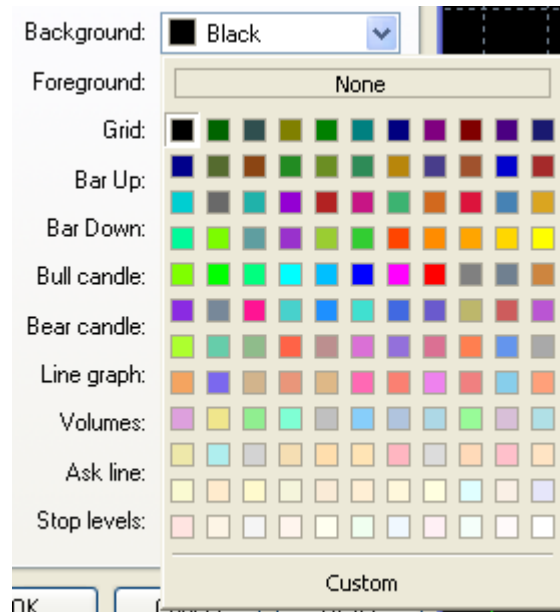 Background: Black
Foreground: None
Grid:
Bar Up:
Bar Down:
Bull candle:
Bear candle:
Line graph:
Volumes:
Ask line:
Stop levels:
Custom